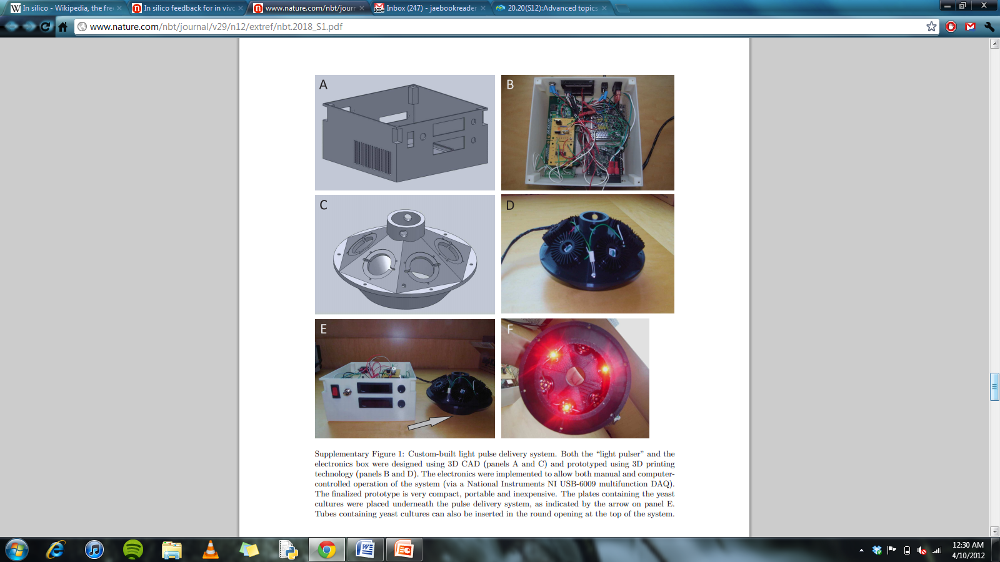 In silico - Wikipedia, the fre
In silico feedback for in vivo
www.nature.com/nbt/journ
Inbox (247) - jaebookreader
20.20(S12):Advanced topics
www.nature.com/nbt/journal/v29/n12/extref/nbt.2018_S1.pdf
A
B
C
D
E
F
Supplementary Figure 1: Custom-built light pulse delivery system. Both the “light pulser” and the
electronics box were designed using 3D CAD (panels A and C) and prototyped using 3D printing
technology (panels B and D). The electronics were implemented to allow both manual and computer-
controlled operation of the system (via a National Instruments NI USB-6009 multifunction DAQ).
The finalized prototype is very compact, portable and inexpensive. The plates containing the yeast
cultures were placed underneath the pulse delivery system, as indicated by the arrow on panel E.
Tubes containing yeast cultures can also be inserted in the round opening at the top of the system.
12:30 AM
4/10/2012